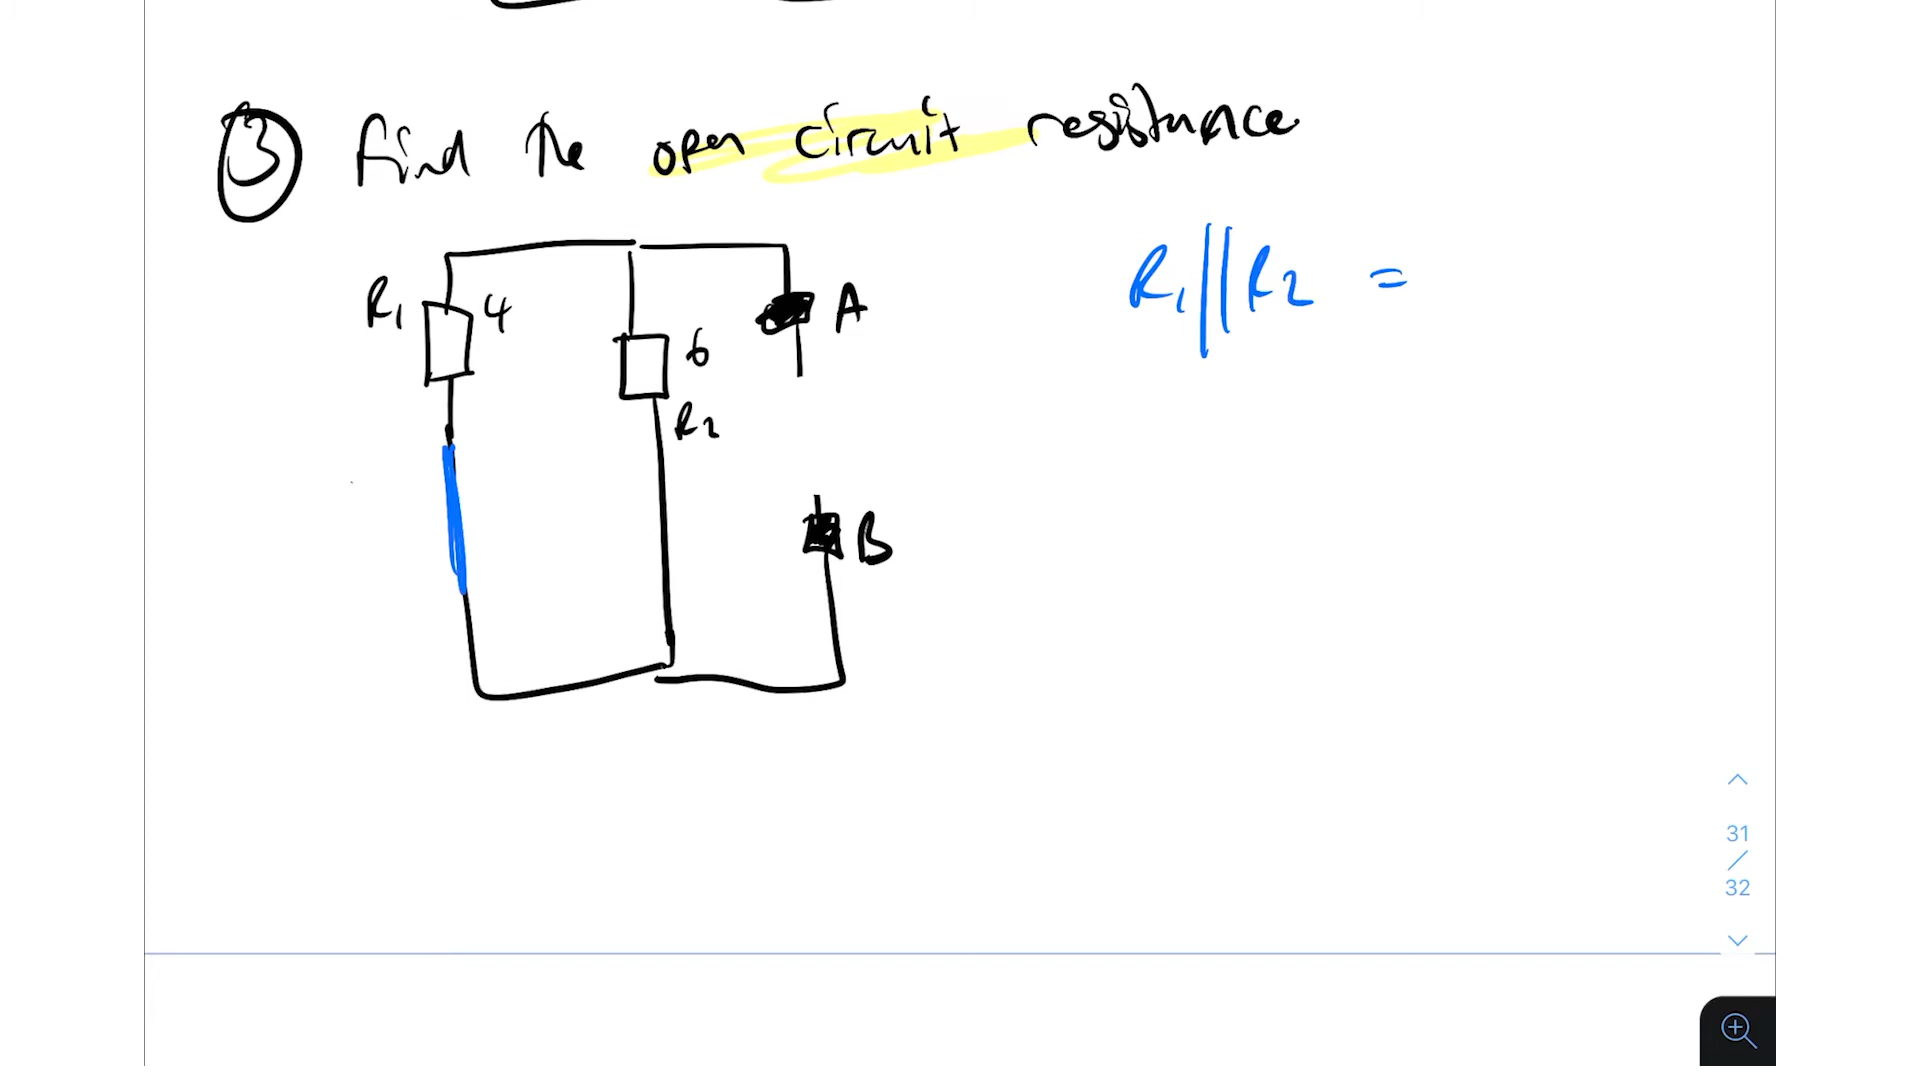 3 Find the open circuit resistance
R1 4
6
R2
A
B
R1||R2 =
31
/
32